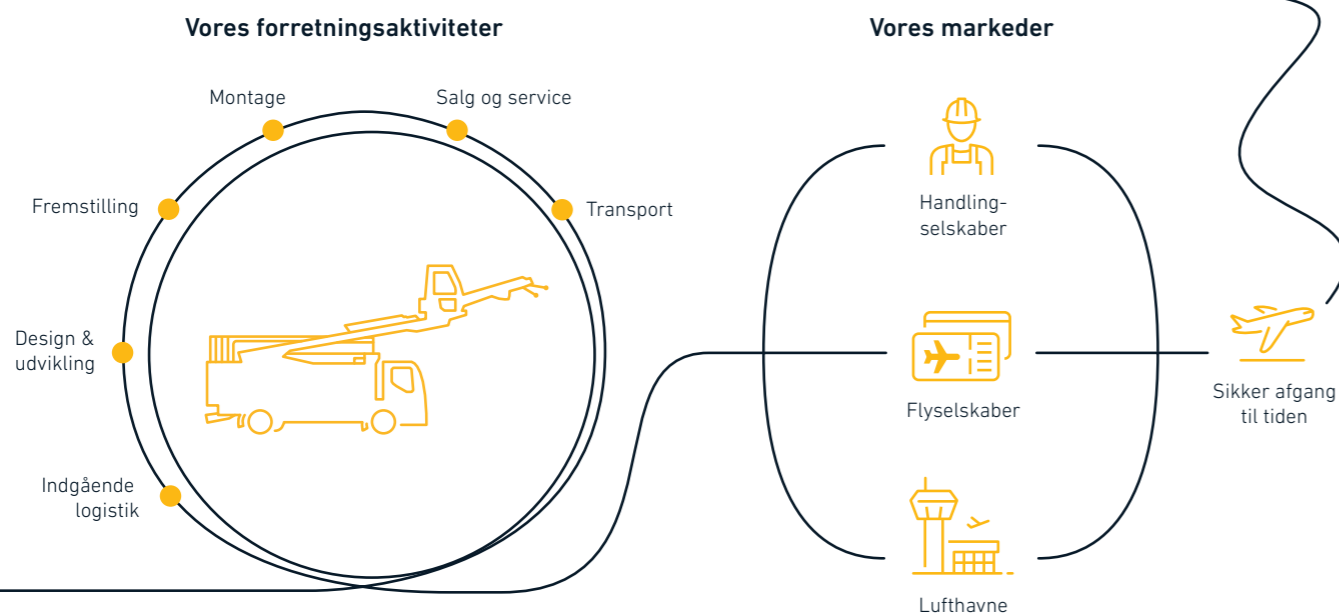 Vores forretningsaktiviteter
Montage
Salg og service
Fremstilling
Transport
Design &
udvikling
Indgående
logistik
Vores markeder
Handling-
selskaber
Flyselskaber
Lufthavne
Sikker afgang
til tiden